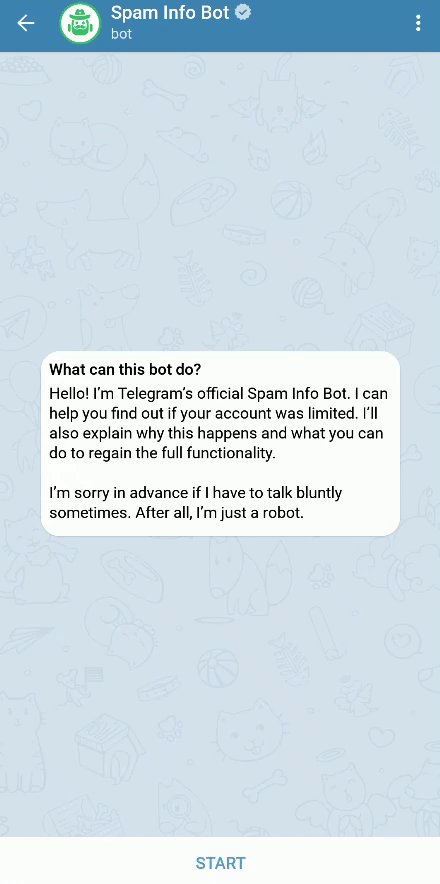 Spam Info Bot
bot
What can this bot do?
Hello! I'm Telegram's official Spam Info Bot. I can
help you find out if your account was limited. I'll
also explain why this happens and what you can
do to regain the full functionality.
I'm sorry in advance if I have to talk bluntly
sometimes. After all, I'm just a robot.
START